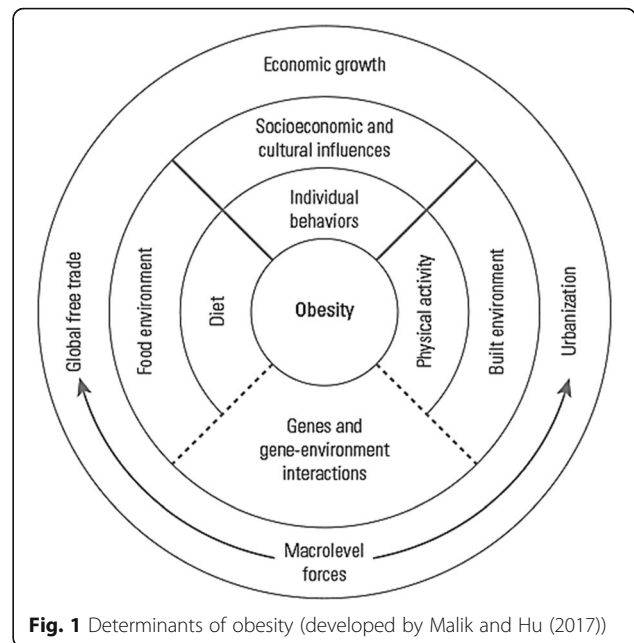 Economic growth
Socioeconomic and
cultural influences
Individual
behaviors
Global free trade
Food environment
Diet
Obesity
Physical activity
Built environment
Urbanization
Genes and
gene-environment
interactions
Macrolevel
forces
Fig. 1 Determinants of obesity (developed by Malik and Hu (2017))